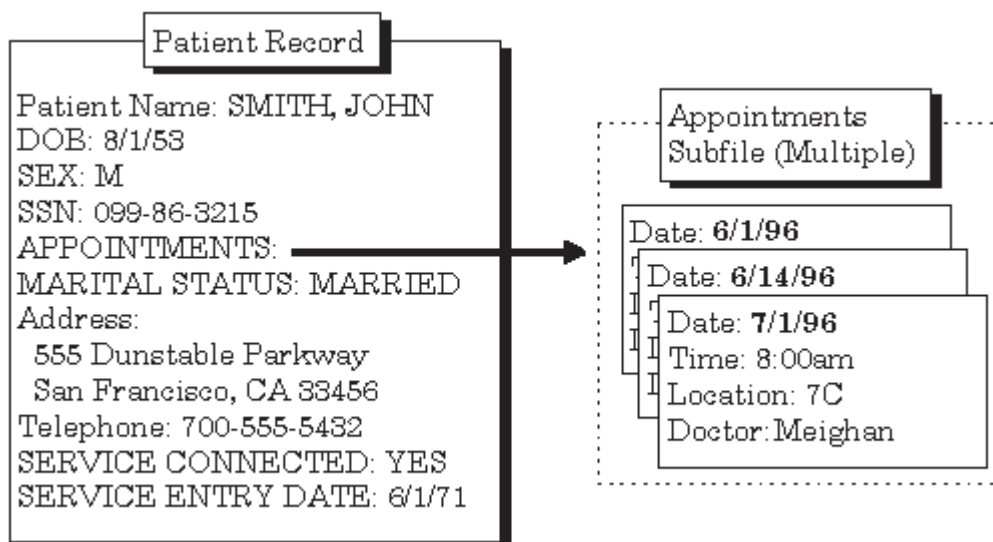 Patient Record
Patient Name: SMITH, JOHN
DOB: 8/1/53
SEX: M
SSN: 099-86-3215
APPOINTMENTS:
MARITAL STATUS: MARRIED
Address:
555 Dunstable Parkway
San Francisco, CA 33456
Telephone: 700-555-5432
SERVICE CONNECTED: YES
SERVICE ENTRY DATE: 6/1/71
Appointments
Subfile (Multiple)
Date: 6/1/96
Date: 6/14/96
Date: 7/1/96
Time: 8:00am
Location: 7C
Doctor: Meighan